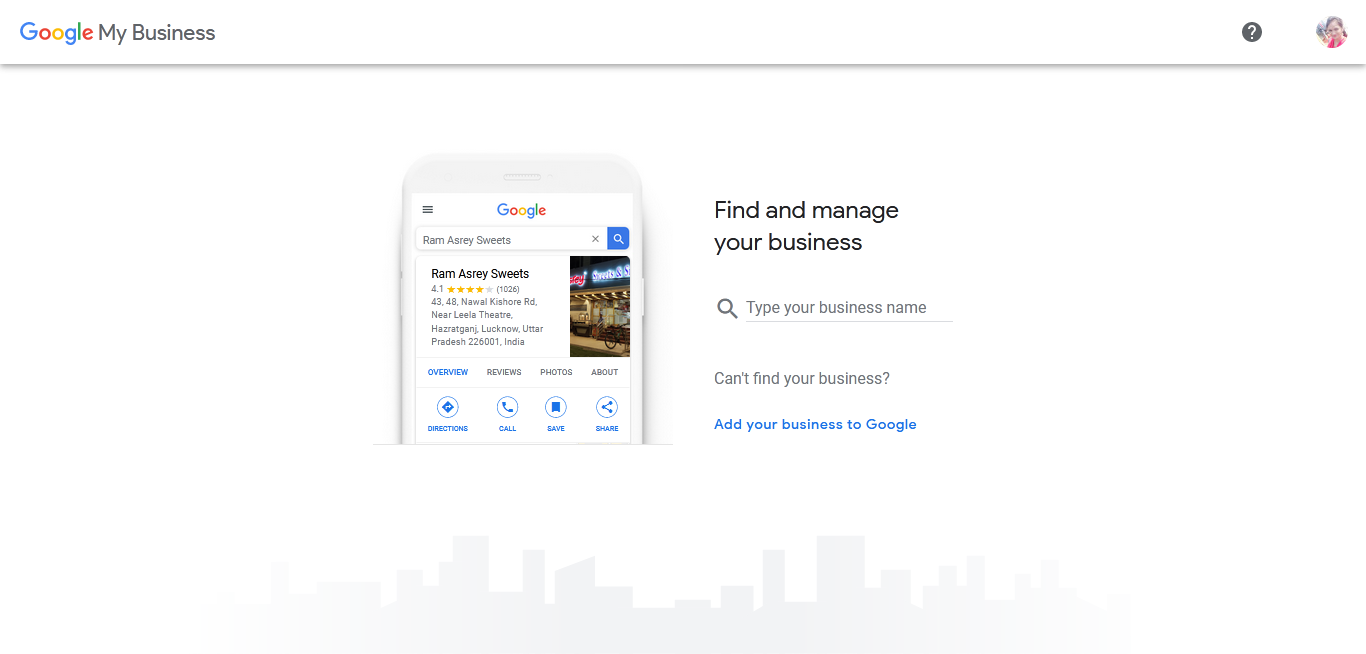 Google My Business
Google
Ram Asrey Sweets
Ram Asrey Sweets
4.1 (1026)
43, 48, Nawal Kishore Rd,
Near Leela Theatre,
Hazratganj, Lucknow, Uttar
Pradesh 226001, India
OVERVIEW REVIEWS PHOTOS ABOUT
DIRECTIONS CALL SAVE SHARE
Find and manage
your business
Type your business name
Can't find your business?
Add your business to Google